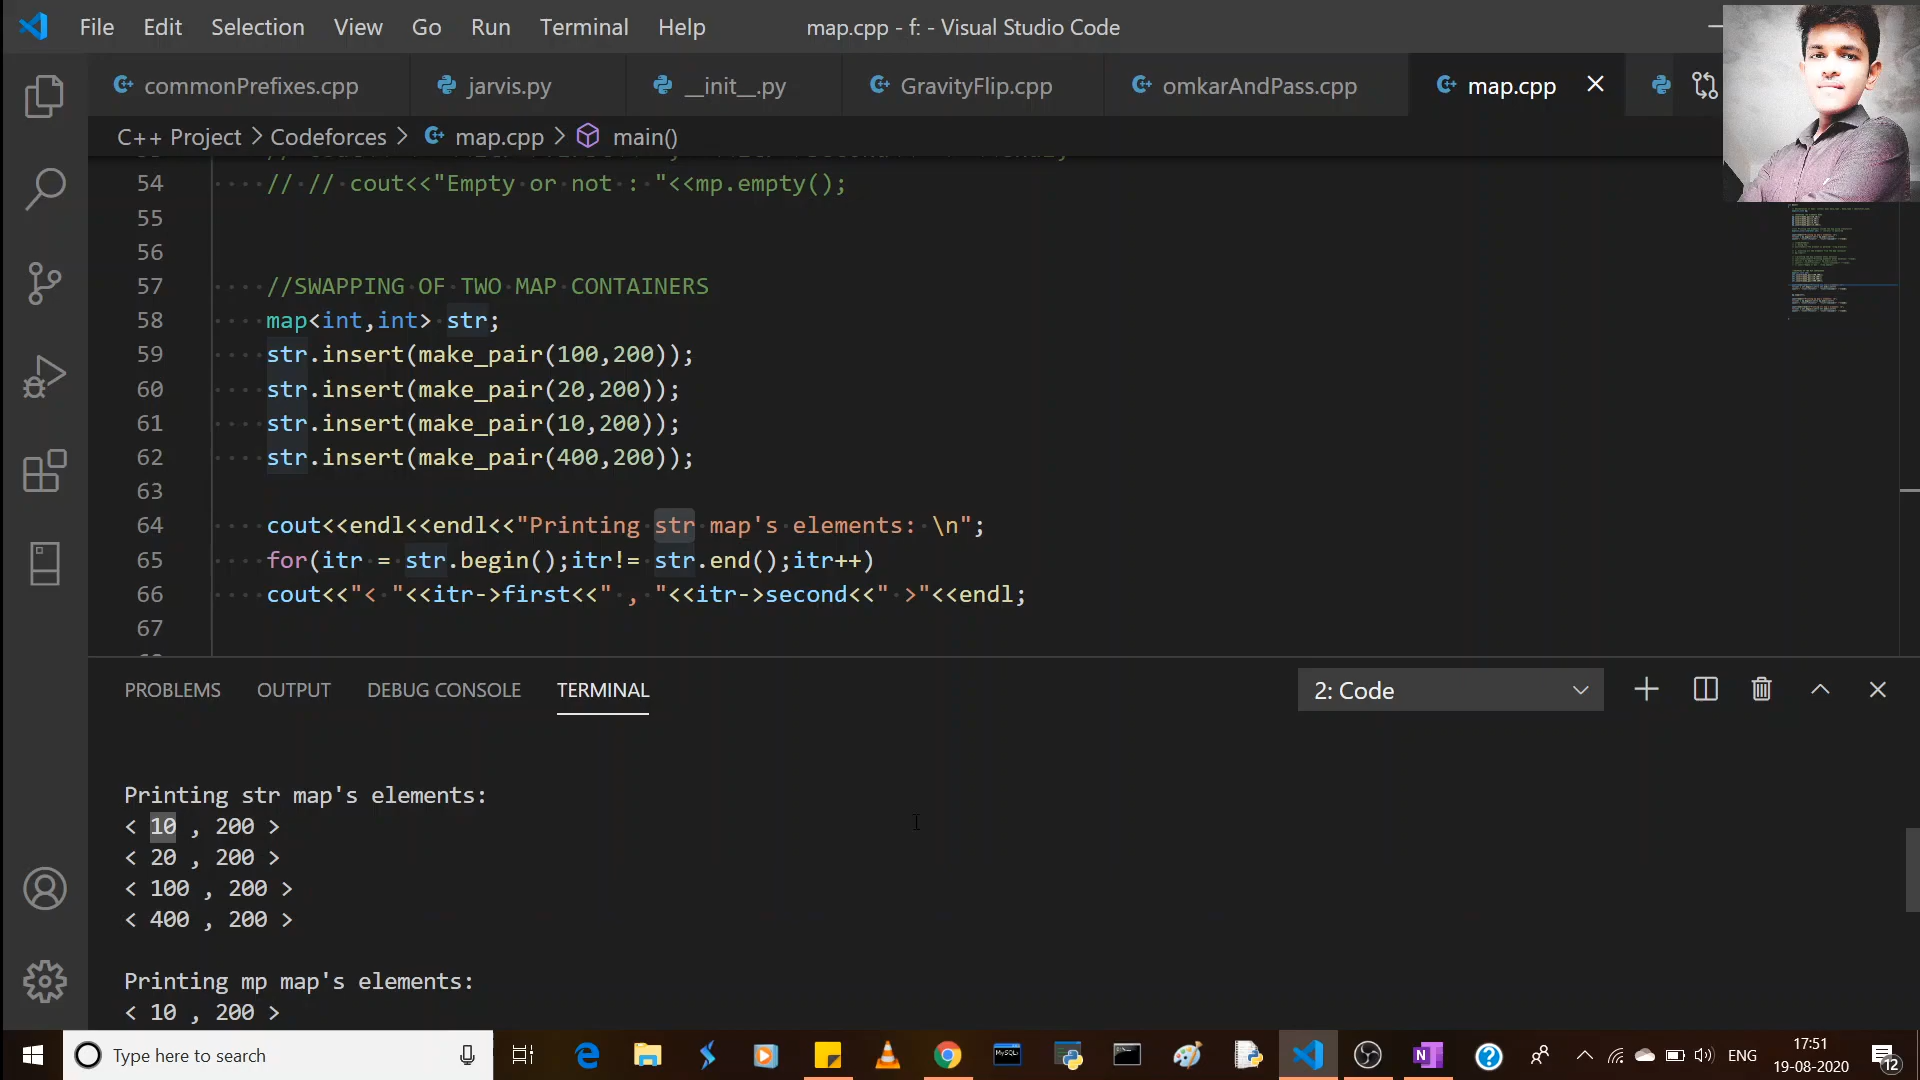 File Edit Selection View Go Run Terminal Help map.cpp - f: - Visual Studio Code
commonPrefixes.cpp jarvis.py __init__.py GravityFlip.cpp omkarAndPass.cpp map.cpp
C++ Project > Codeforces > map.cpp > main()
54 // // cout<<"Empty or not : "<<mp.empty();
55
56
57 //SWAPPING OF TWO MAP CONTAINERS
58 map<int,int> str;
59 str.insert(make_pair(100,200));
60 str.insert(make_pair(20,200));
61 str.insert(make_pair(10,200));
62 str.insert(make_pair(400,200));
63
64 cout<<endl<<endl<<"Printing str map's elements: \n";
65 for(itr = str.begin();itr!= str.end();itr++)
66 cout<<"< "<<itr->first<<" , "<<itr->second<<" >"<<endl;
67
PROBLEMS OUTPUT DEBUG CONSOLE TERMINAL 2: Code
Printing str map's elements:
< 10 , 200 >
< 20 , 200 >
< 100 , 200 >
< 400 , 200 >
Printing mp map's elements:
< 10 , 200 >
Type here to search ENG 17:51
19-08-2020 12